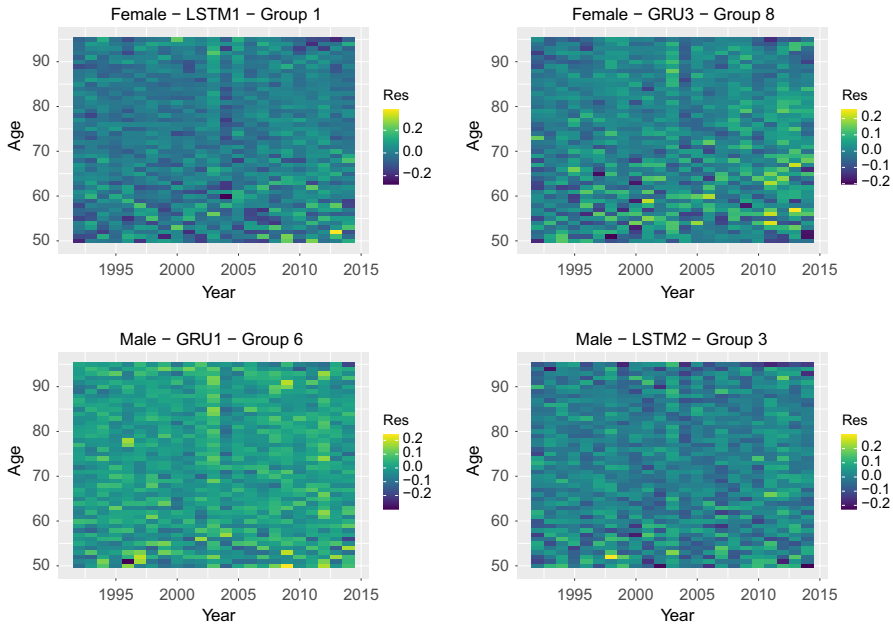 Female − LSTM1 − Group 1
Age
90
80
70
60
50
1995 2000 2005 2010 2015
Year
Res
0.2
0.0
−0.2
Female − GRU3 − Group 8
Age
90
80
70
60
50
1995 2000 2005 2010 2015
Year
Res
0.2
0.1
0.0
−0.1
−0.2
Male − GRU1 − Group 6
Age
90
80
70
60
50
1995 2000 2005 2010 2015
Year
Res
0.2
0.1
0.0
−0.1
−0.2
Male − LSTM2 − Group 3
Age
90
80
70
60
50
1995 2000 2005 2010 2015
Year
Res
0.2
0.1
0.0
−0.1
−0.2